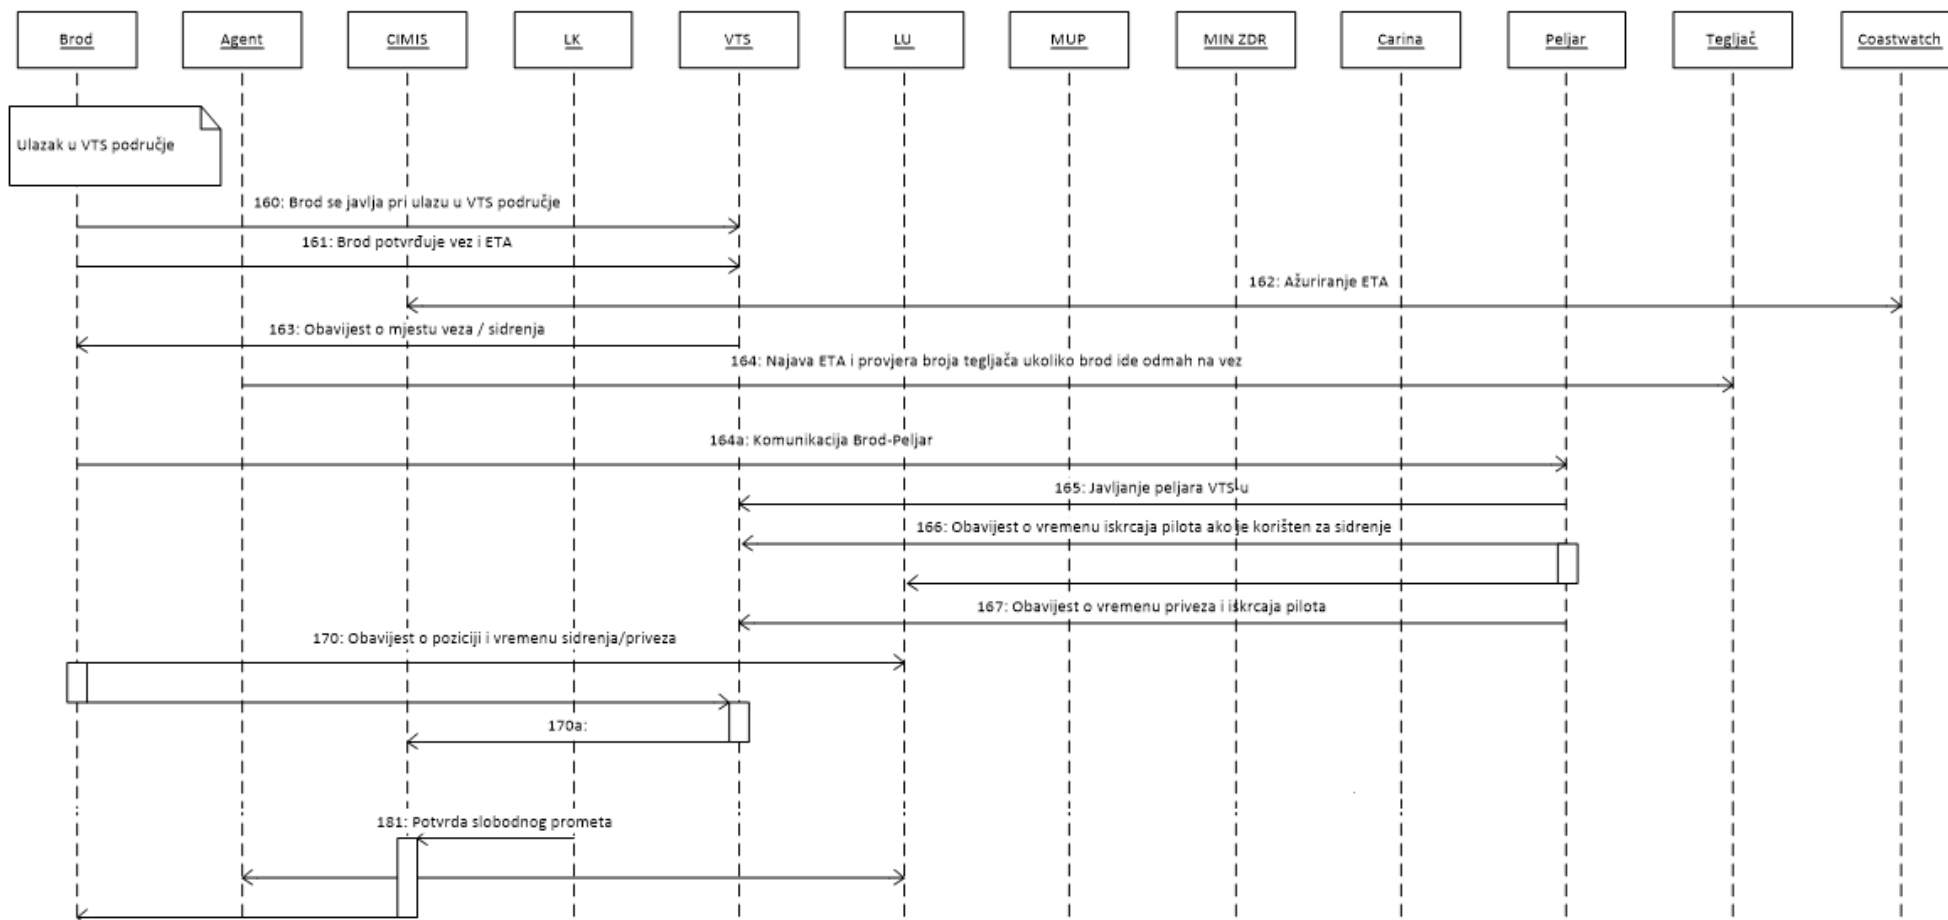 Brod
Agent
CIMIS
LK
VTS
LU
MUP
MIN ZDR
Carina
Peljar
Tegljač
Coastwatch
Ulazak u VTS područje
160: Brod se javlja pri ulazu u VTS područje
161: Brod potvrđuje vez i ETA
162: Ažuriranje ETA
163: Obavijest o mjestu veza / sidrenja
164: Najava ETA i provjera broja tegljača ukoliko brod ide odmah na vez
164a: Komunikacija Brod-Peljar
165: Javljanje peljara VTS-u
166: Obavijest o vremenu iskrcaja pilota ako je korišten za sidrenje
167: Obavijest o vremenu priveza i iskrcaja pilota
170: Obavijest o poziciji i vremenu sidrenja/priveza
170a:
181: Potvrda slobodnog prometa